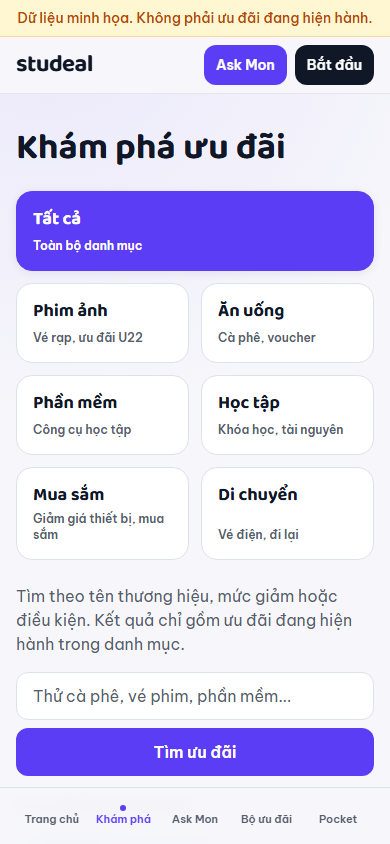 Dữ liệu minh họa. Không phải ưu đãi đang hiện hành.
studeal
Ask Mon
Bắt đầu
Khám phá ưu đãi
Tất cả
Toàn bộ danh mục
Phim ảnh
Vé rạp, ưu đãi U22
Ăn uống
Cà phê, voucher
Phần mềm
Công cụ học tập
Học tập
Khóa học, tài nguyên
Mua sắm
Giảm giá thiết bị, mua
sắm
Di chuyển
Vé điện, đi lại
Tìm theo tên thương hiệu, mức giảm hoặc
điều kiện. Kết quả chỉ gồm ưu đãi đang hiện
hành trong danh mục.
Thử cà phê, vé phim, phần mềm...
Tìm ưu đãi
Trang chủ
Khám phá
Ask Mon
Bộ ưu đãi
Pocket